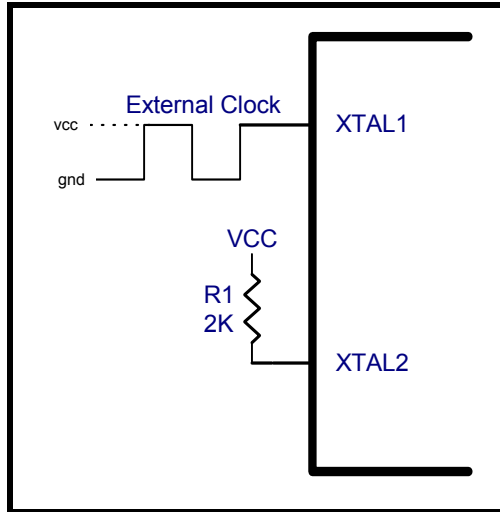 External Clock
vcc
XTAL1
gnd
VCC
R1
2K
XTAL2